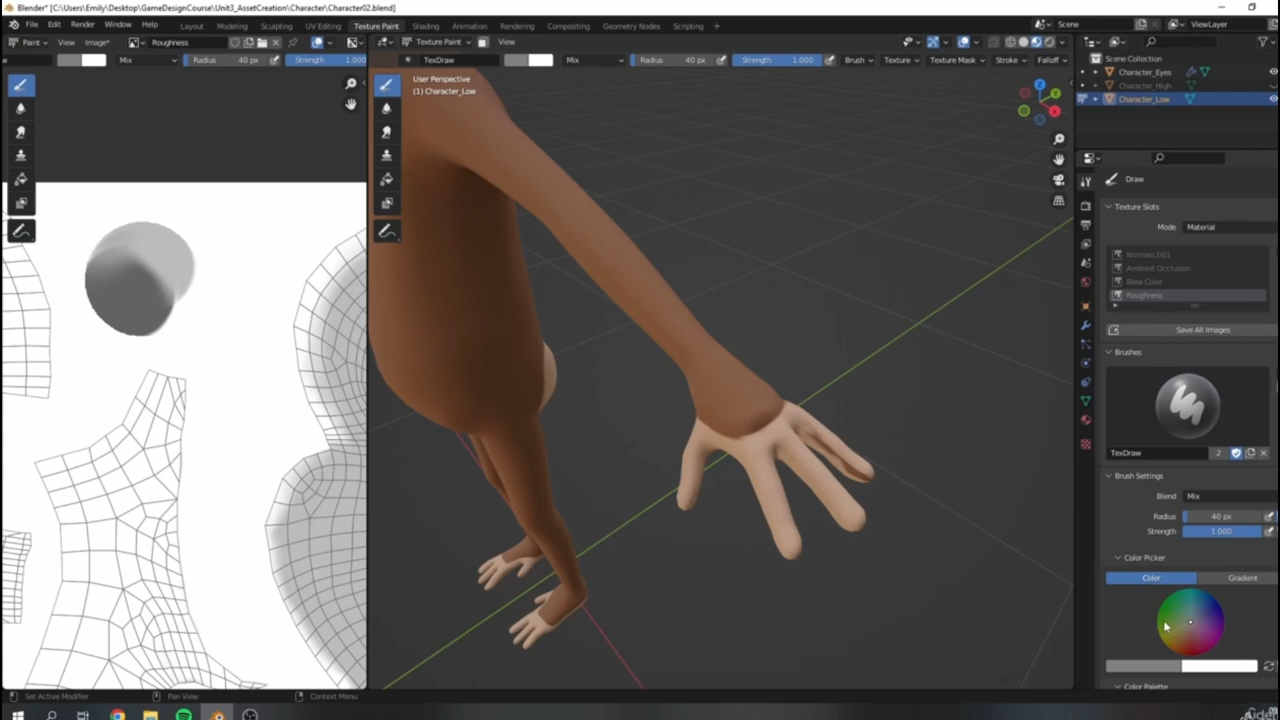 Blender* [C:\Users\Emily\Desktop\GameDesignCourse\Unit3_AssetCreation\Character\Character02.blend]
File Edit Render Window Help Layout Modeling Sculpting UV Editing Texture Paint Shading Animation Rendering Compositing Geometry Nodes Scripting + Scene ViewLayer
Paint View Image* Roughness Texture Paint View
Mix Radius 40 px Strength 1.000 TexDraw Mix Radius 40 px Strength 1.000 Brush Texture Texture Mask Stroke Falloff
Scene Collection
Character_Eyes
Character_High
Character_Low
User Perspective
(1) Character_Low
Draw
Texture Slots
Mode Material
Normals.001
Ambient Occlusion
Base Color
Roughness
Save All Images
Brushes
TexDraw 2
Brush Settings
Blend Mix
Radius 40 px
Strength 1.000
Color Picker
Color Gradient
Color Palette
Set Active Modifier Pan View Context Menu